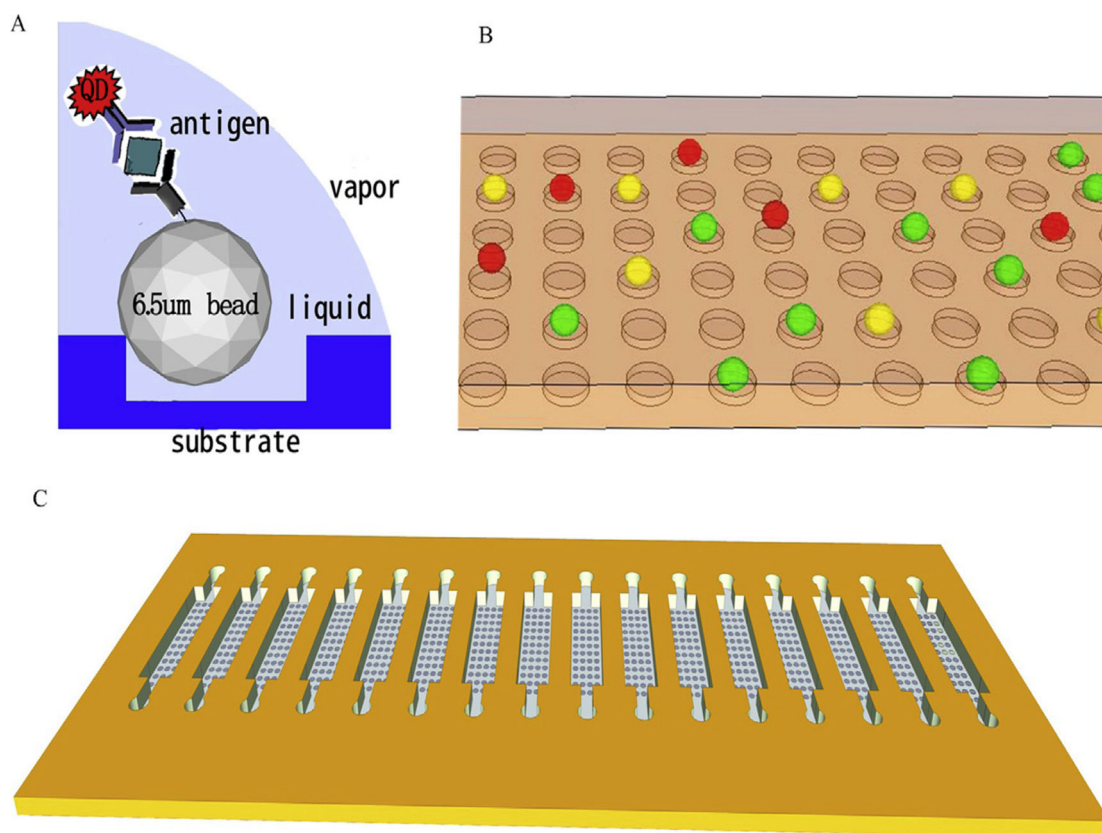 A
B
QD
antigen
vapor
6.5um bead
liquid
substrate
C